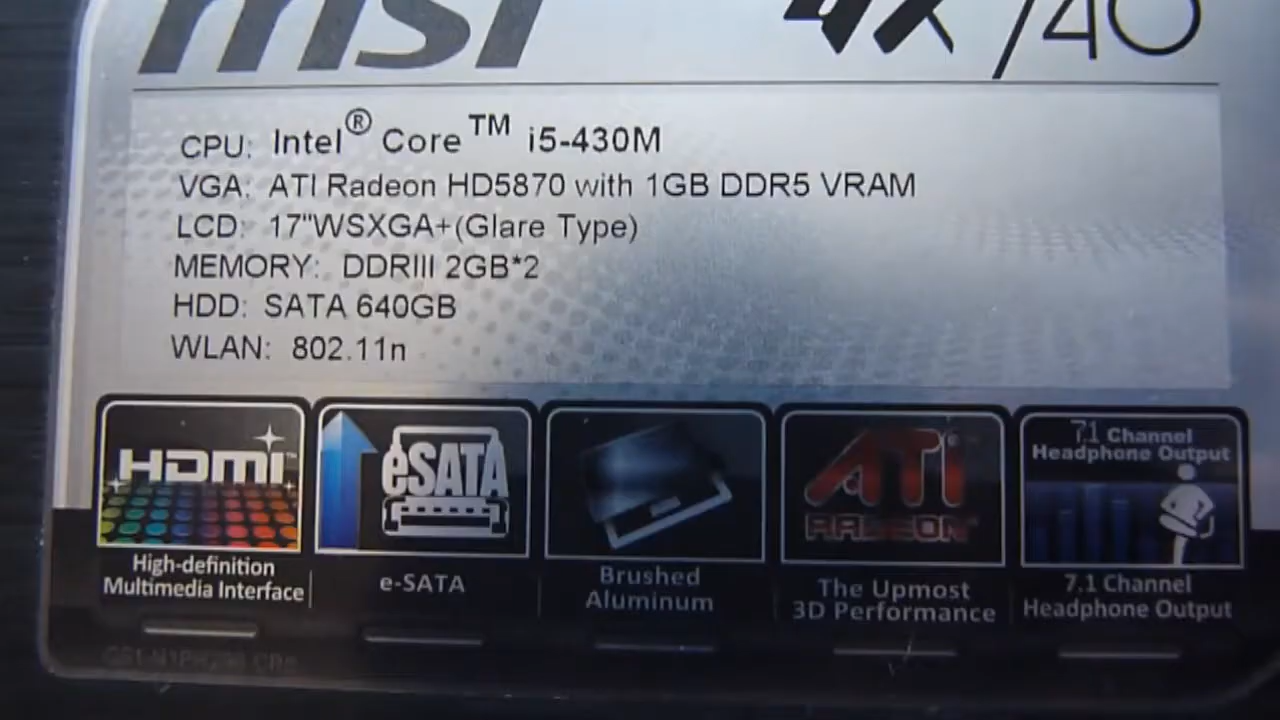 msi
CPU: Intel® Core™ i5-430M
VGA: ATI Radeon HD5870 with 1GB DDR5 VRAM
LCD: 17"WSXGA+(Glare Type)
MEMORY: DDRIII 2GB*2
HDD: SATA 640GB
WLAN: 802.11n
HDMI™
eSATA
ATI
RADEON
7.1 Channel
Headphone Output
High-definition
Multimedia Interface
e-SATA
Brushed
Aluminum
The Upmost
3D Performance
7.1 Channel
Headphone Output